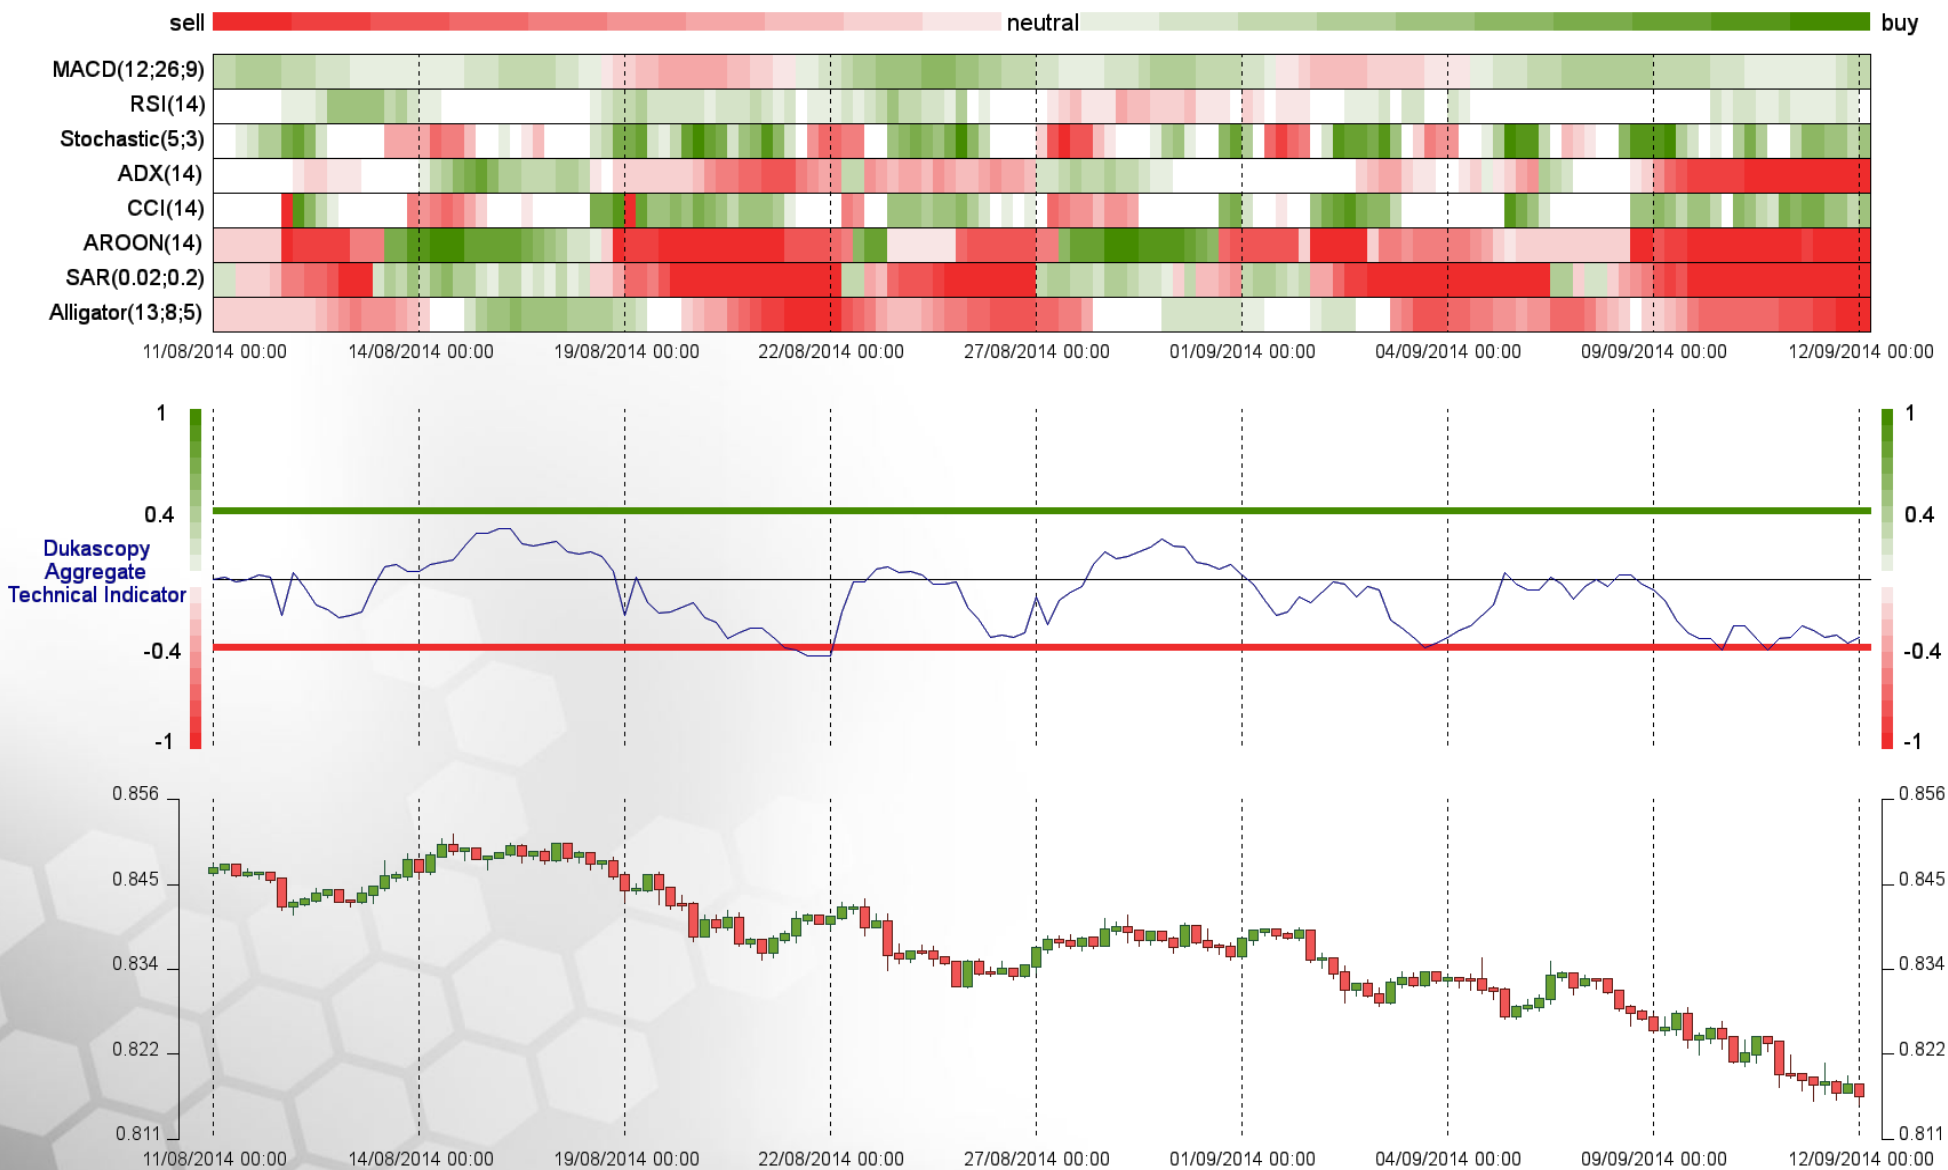 sell neutral buy
MACD(12;26;9)
RSI(14)
Stochastic(5;3)
ADX(14)
CCI(14)
AROON(14)
SAR(0.02;0.2)
Alligator(13;8;5)
11/08/2014 00:00 14/08/2014 00:00 19/08/2014 00:00 22/08/2014 00:00 27/08/2014 00:00 01/09/2014 00:00 04/09/2014 00:00 09/09/2014 00:00 12/09/2014 00:00
1 1
0.4 0.4
Dukascopy
Aggregate
Technical Indicator
-0.4 -0.4
-1 -1
0.856 0.856
0.845 0.845
0.834 0.834
0.822 0.822
0.811 0.811
11/08/2014 00:00 14/08/2014 00:00 19/08/2014 00:00 22/08/2014 00:00 27/08/2014 00:00 01/09/2014 00:00 04/09/2014 00:00 09/09/2014 00:00 12/09/2014 00:00